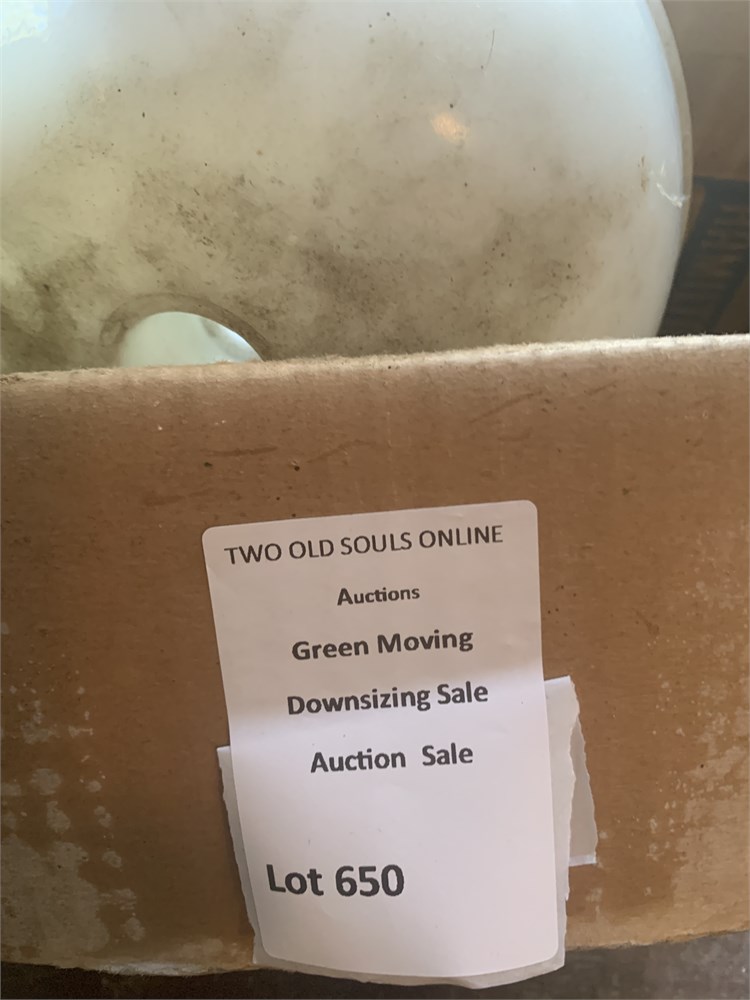 TWO OLD SOULS ONLINE
Auctions
Green Moving
Downsizing Sale
Auction Sale
Lot 650